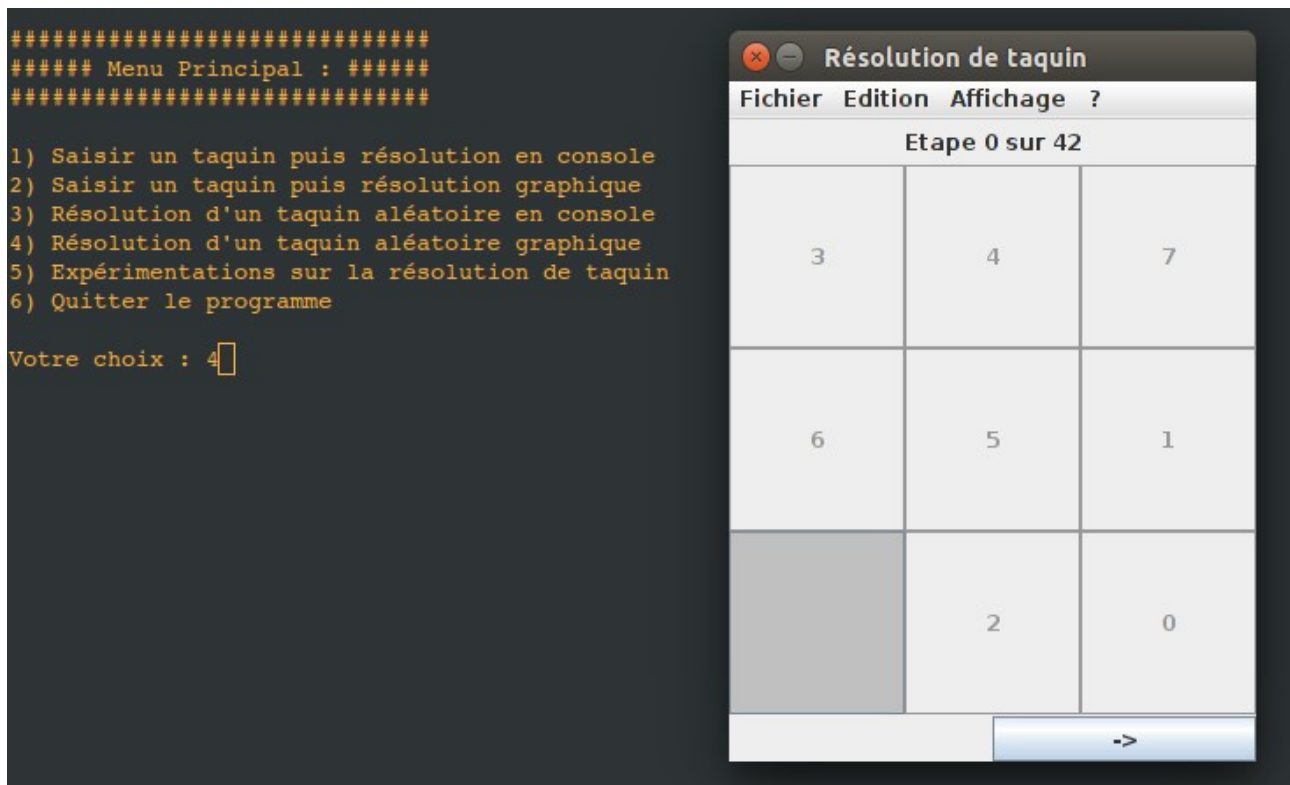 ##############################
###### Menu Principal : ######
##############################
1) Saisir un taquin puis résolution en console
2) Saisir un taquin puis résolution graphique
3) Résolution d'un taquin aléatoire en console
4) Résolution d'un taquin aléatoire graphique
5) Expérimentations sur la résolution de taquin
6) Quitter le programme
Votre choix : 4
Résolution de taquin
Fichier Edition Affichage ?
Etape 0 sur 42
3 4 7
6 5 1
2 0
->